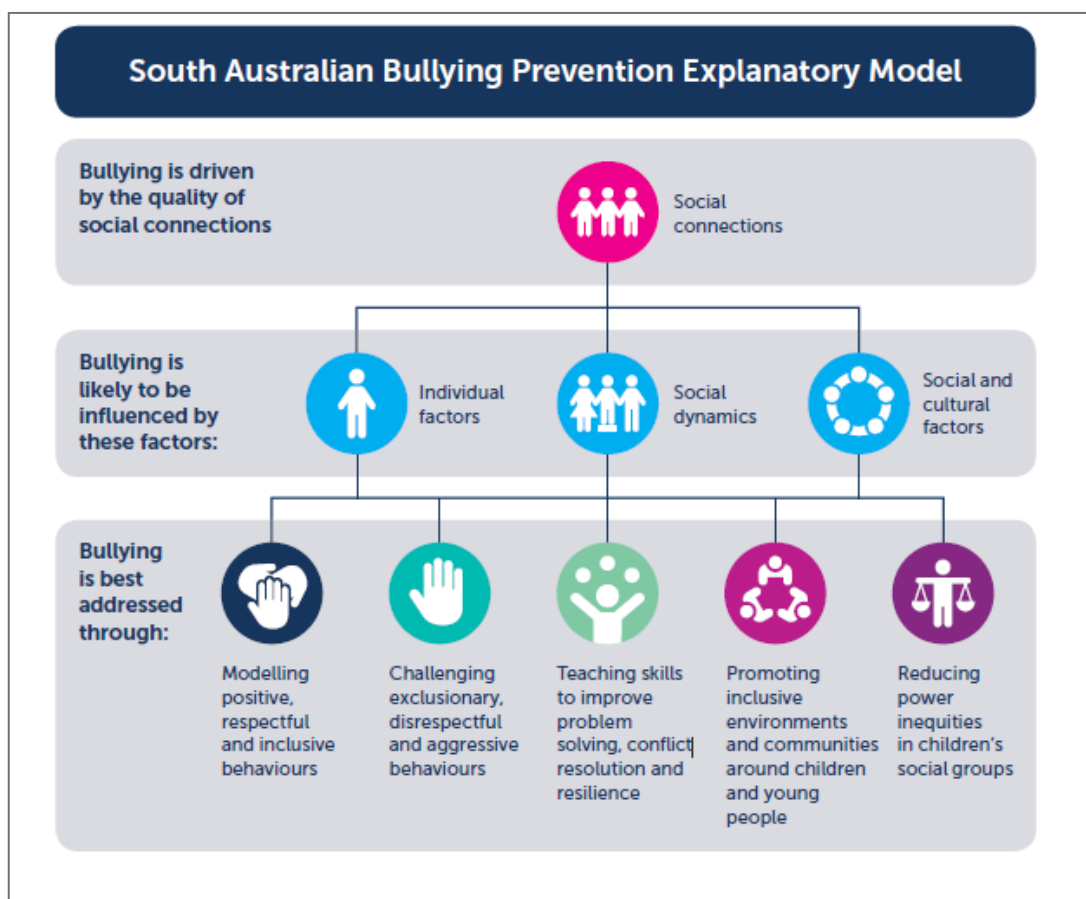 South Australian Bullying Prevention Explanatory Model
Bullying is driven
by the quality of
social connections
Social
connections
Bullying is
likely to be
influenced by
these factors:
Individual
factors
Social
dynamics
Social and
cultural
factors
Bullying
is best
addressed
through:
Modelling
positive,
respectful
and inclusive
behaviours
Challenging
exclusionary,
disrespectful
and aggressive
behaviours
Teaching skills
to improve
problem
solving, conflict
resolution and
resilience
Promoting
inclusive
environments
and communities
around children
and young
people
Reducing
power
inequities
in children's
social groups